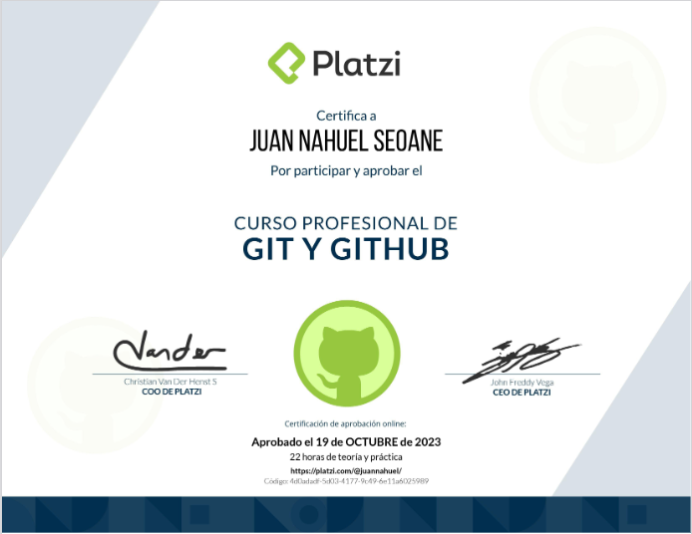 Platzi
Certifica a
JUAN NAHUEL SEOANE
Por participar y aprobar el
CURSO PROFESIONAL DE
GIT Y GITHUB
Vander
Christian Van Der Henst S
COO DE PLATZI
John Freddy Vega
CEO DE PLATZI
Certificación de aprobación online:
Aprobado el 19 de OCTUBRE de 2023
22 horas de teoría y práctica
https://platzi.com/@juannahuel/
Código: 4d0adadf-5d03-4177-9c49-6e11a6025989